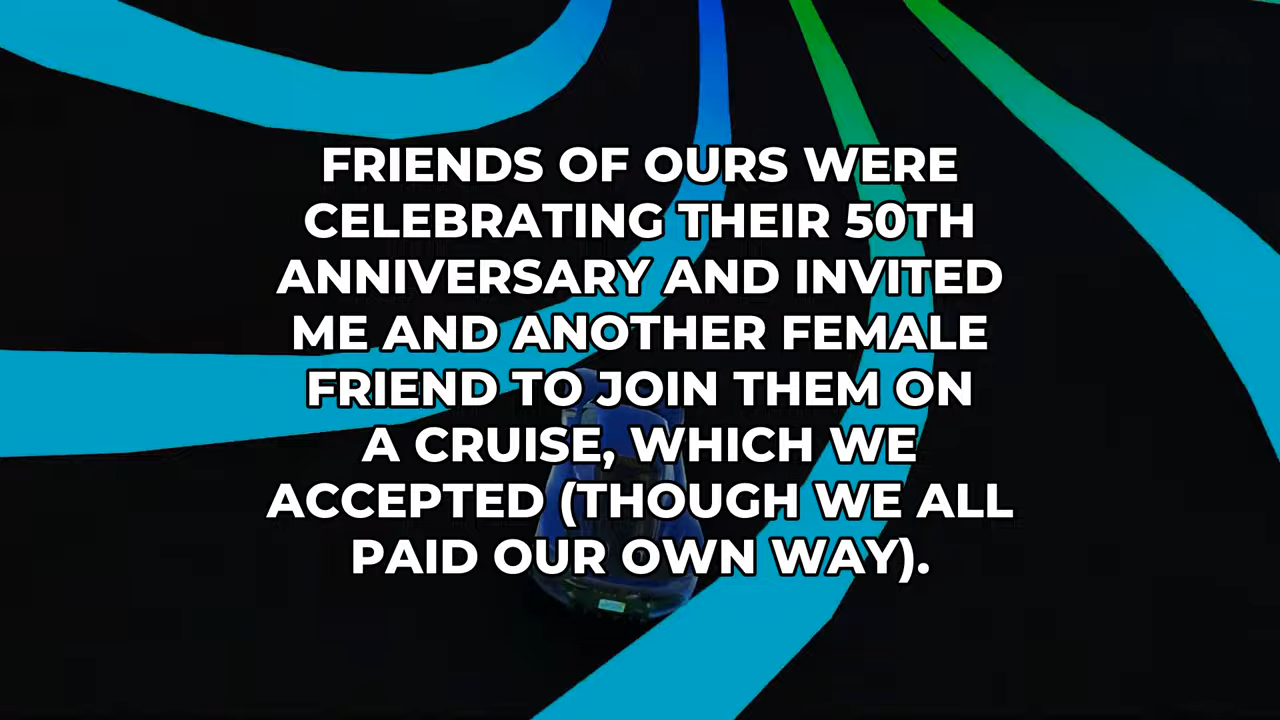 FRIENDS OF OURS WERE
CELEBRATING THEIR 50TH
ANNIVERSARY AND INVITED
ME AND ANOTHER FEMALE
FRIEND TO JOIN THEM ON
A CRUISE, WHICH WE
ACCEPTED (THOUGH WE ALL
PAID OUR OWN WAY).